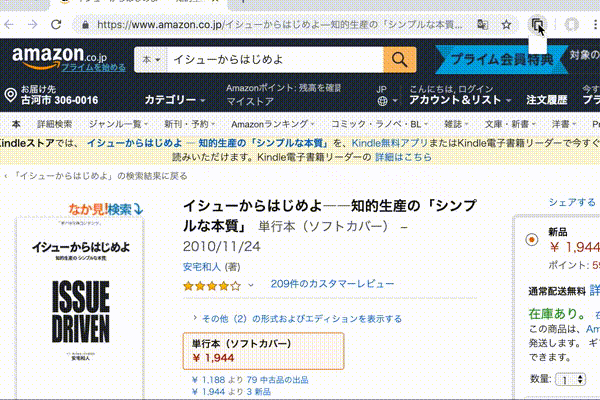 https://www.amazon.co.jp/イシューからはじめよ―知的生産の「シンプルな本質...
amazon.co.jp
プライムを始める
本
イシューからはじめよ
プライム会員特典
対象の
お届け先
古河市 306-0016
カテゴリー
Amazonポイント: 残高を確認
マイストア
JP
こんにちは, ログイン
アカウント&リスト
注文履歴
今す
プラ
本 詳細検索 ジャンル一覧 新刊・予約 Amazonランキング コミック・ラノベ・BL 雑誌 文庫・新書 洋書 Pr
Kindleストアでは、 イシューからはじめよ ― 知的生産の「シンプルな本質」を、Kindle無料アプリまたはKindle電子書籍リーダーで今すぐ
読みいただけます。Kindle電子書籍リーダーの 詳細はこちら
‹ 「イシューからはじめよ」の検索結果に戻る
なか見!検索
イシューからはじめよ
知的生産の「シンプルな本質」
ISSUE
DRIVEN
安宅和人
イシューからはじめよ――知的生産の「シンプ
ルな本質」 単行本（ソフトカバー） –
2010/11/24
安宅和人 (著)
209件のカスタマーレビュー
› その他（2）の形式およびエディションを表示する
単行本（ソフトカバー）
￥ 1,944
￥ 1,188 より 79 中古品の出品
￥ 1,944 より 3 新品
シェアする
新品
￥ 1,944
ポイント: 59
通常配送無料 詳
在庫あり。 在
この商品は、Am
発送します。 ギフ
できます。
数量: 1